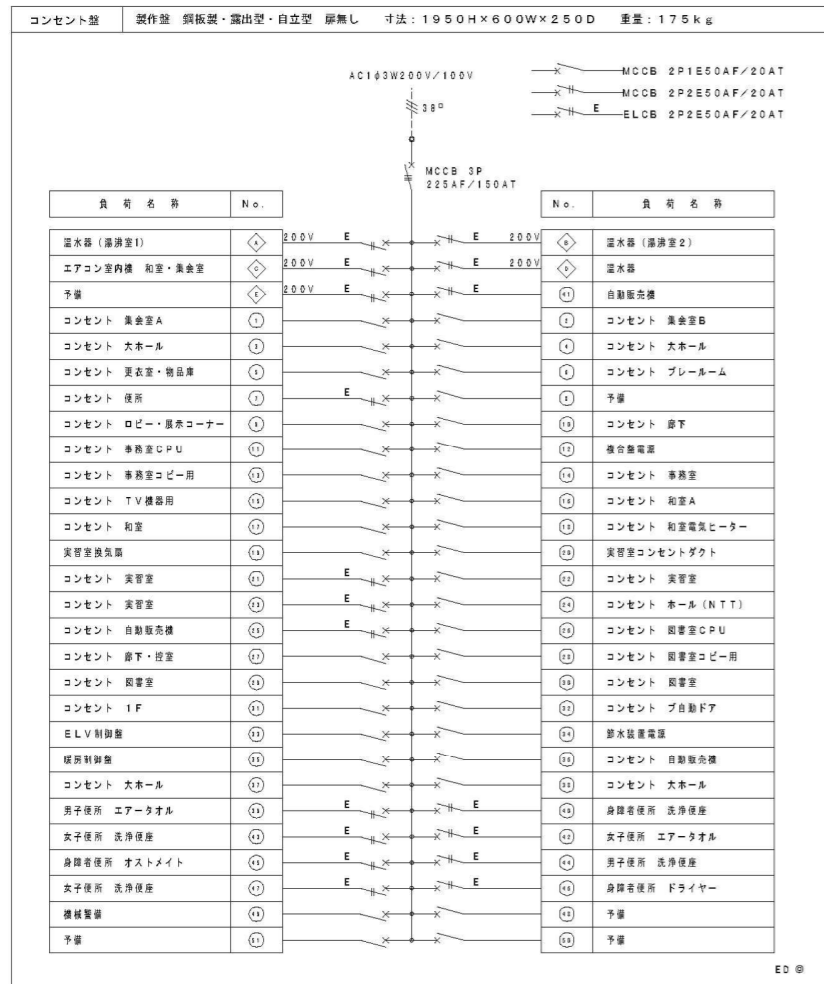 コンセント盤 製作盤 鋼板製・露出型・自立型 扉無し 寸法：1950H×600W×250D 重量：175kg
AC1φ3W200V/100V
MCCB 2P1E50AF/20AT
MCCB 2P2E50AF/20AT
E ELCB 2P2E50AF/20AT
38□
MCCB 3P
225AF/150AT
負荷名称 No. No. 負荷名称
温水器（湯沸室1） A 200V E E 200V B 温水器（湯沸室2）
エアコン室内機 和室・集会室 C 200V E E 200V D 温水器
予備 E 200V E E 41 自動販売機
コンセント 集会室A 1 2 コンセント 集会室B
コンセント 大ホール 3 4 コンセント 大ホール
コンセント 更衣室・物品庫 5 6 コンセント プレールーム
コンセント 便所 7 E 8 予備
コンセント ロビー・展示コーナー 9 10 コンセント 廊下
コンセント 事務室CPU 11 12 複合盤電源
コンセント 事務室コピー用 13 14 コンセント 事務室
コンセント TV機器用 15 16 コンセント 和室A
コンセント 和室 17 18 コンセント 和室電気ヒーター
実習室換気扇 19 20 実習室コンセントダクト
コンセント 実習室 21 E 22 コンセント 実習室
コンセント 実習室 23 E 24 コンセント ホール（NTT）
コンセント 自動販売機 25 E 26 コンセント 図書室CPU
コンセント 廊下・控室 27 28 コンセント 図書室コピー用
コンセント 図書室 29 30 コンセント 図書室
コンセント 1F 31 32 コンセント ブ自動ドア
ELV制御盤 33 34 節水装置電源
暖房制御盤 35 36 コンセント 自動販売機
コンセント 大ホール 37 38 コンセント 大ホール
男子便所 エアータオル 39 E E 40 身障者便所 洗浄便座
女子便所 洗浄便座 43 E E 42 女子便所 エアータオル
身障者便所 オストメイト 45 E E 44 男子便所 洗浄便座
女子便所 洗浄便座 47 E E 46 身障者便所 ドライヤー
機械警備 49 48 予備
予備 51 50 予備
ED